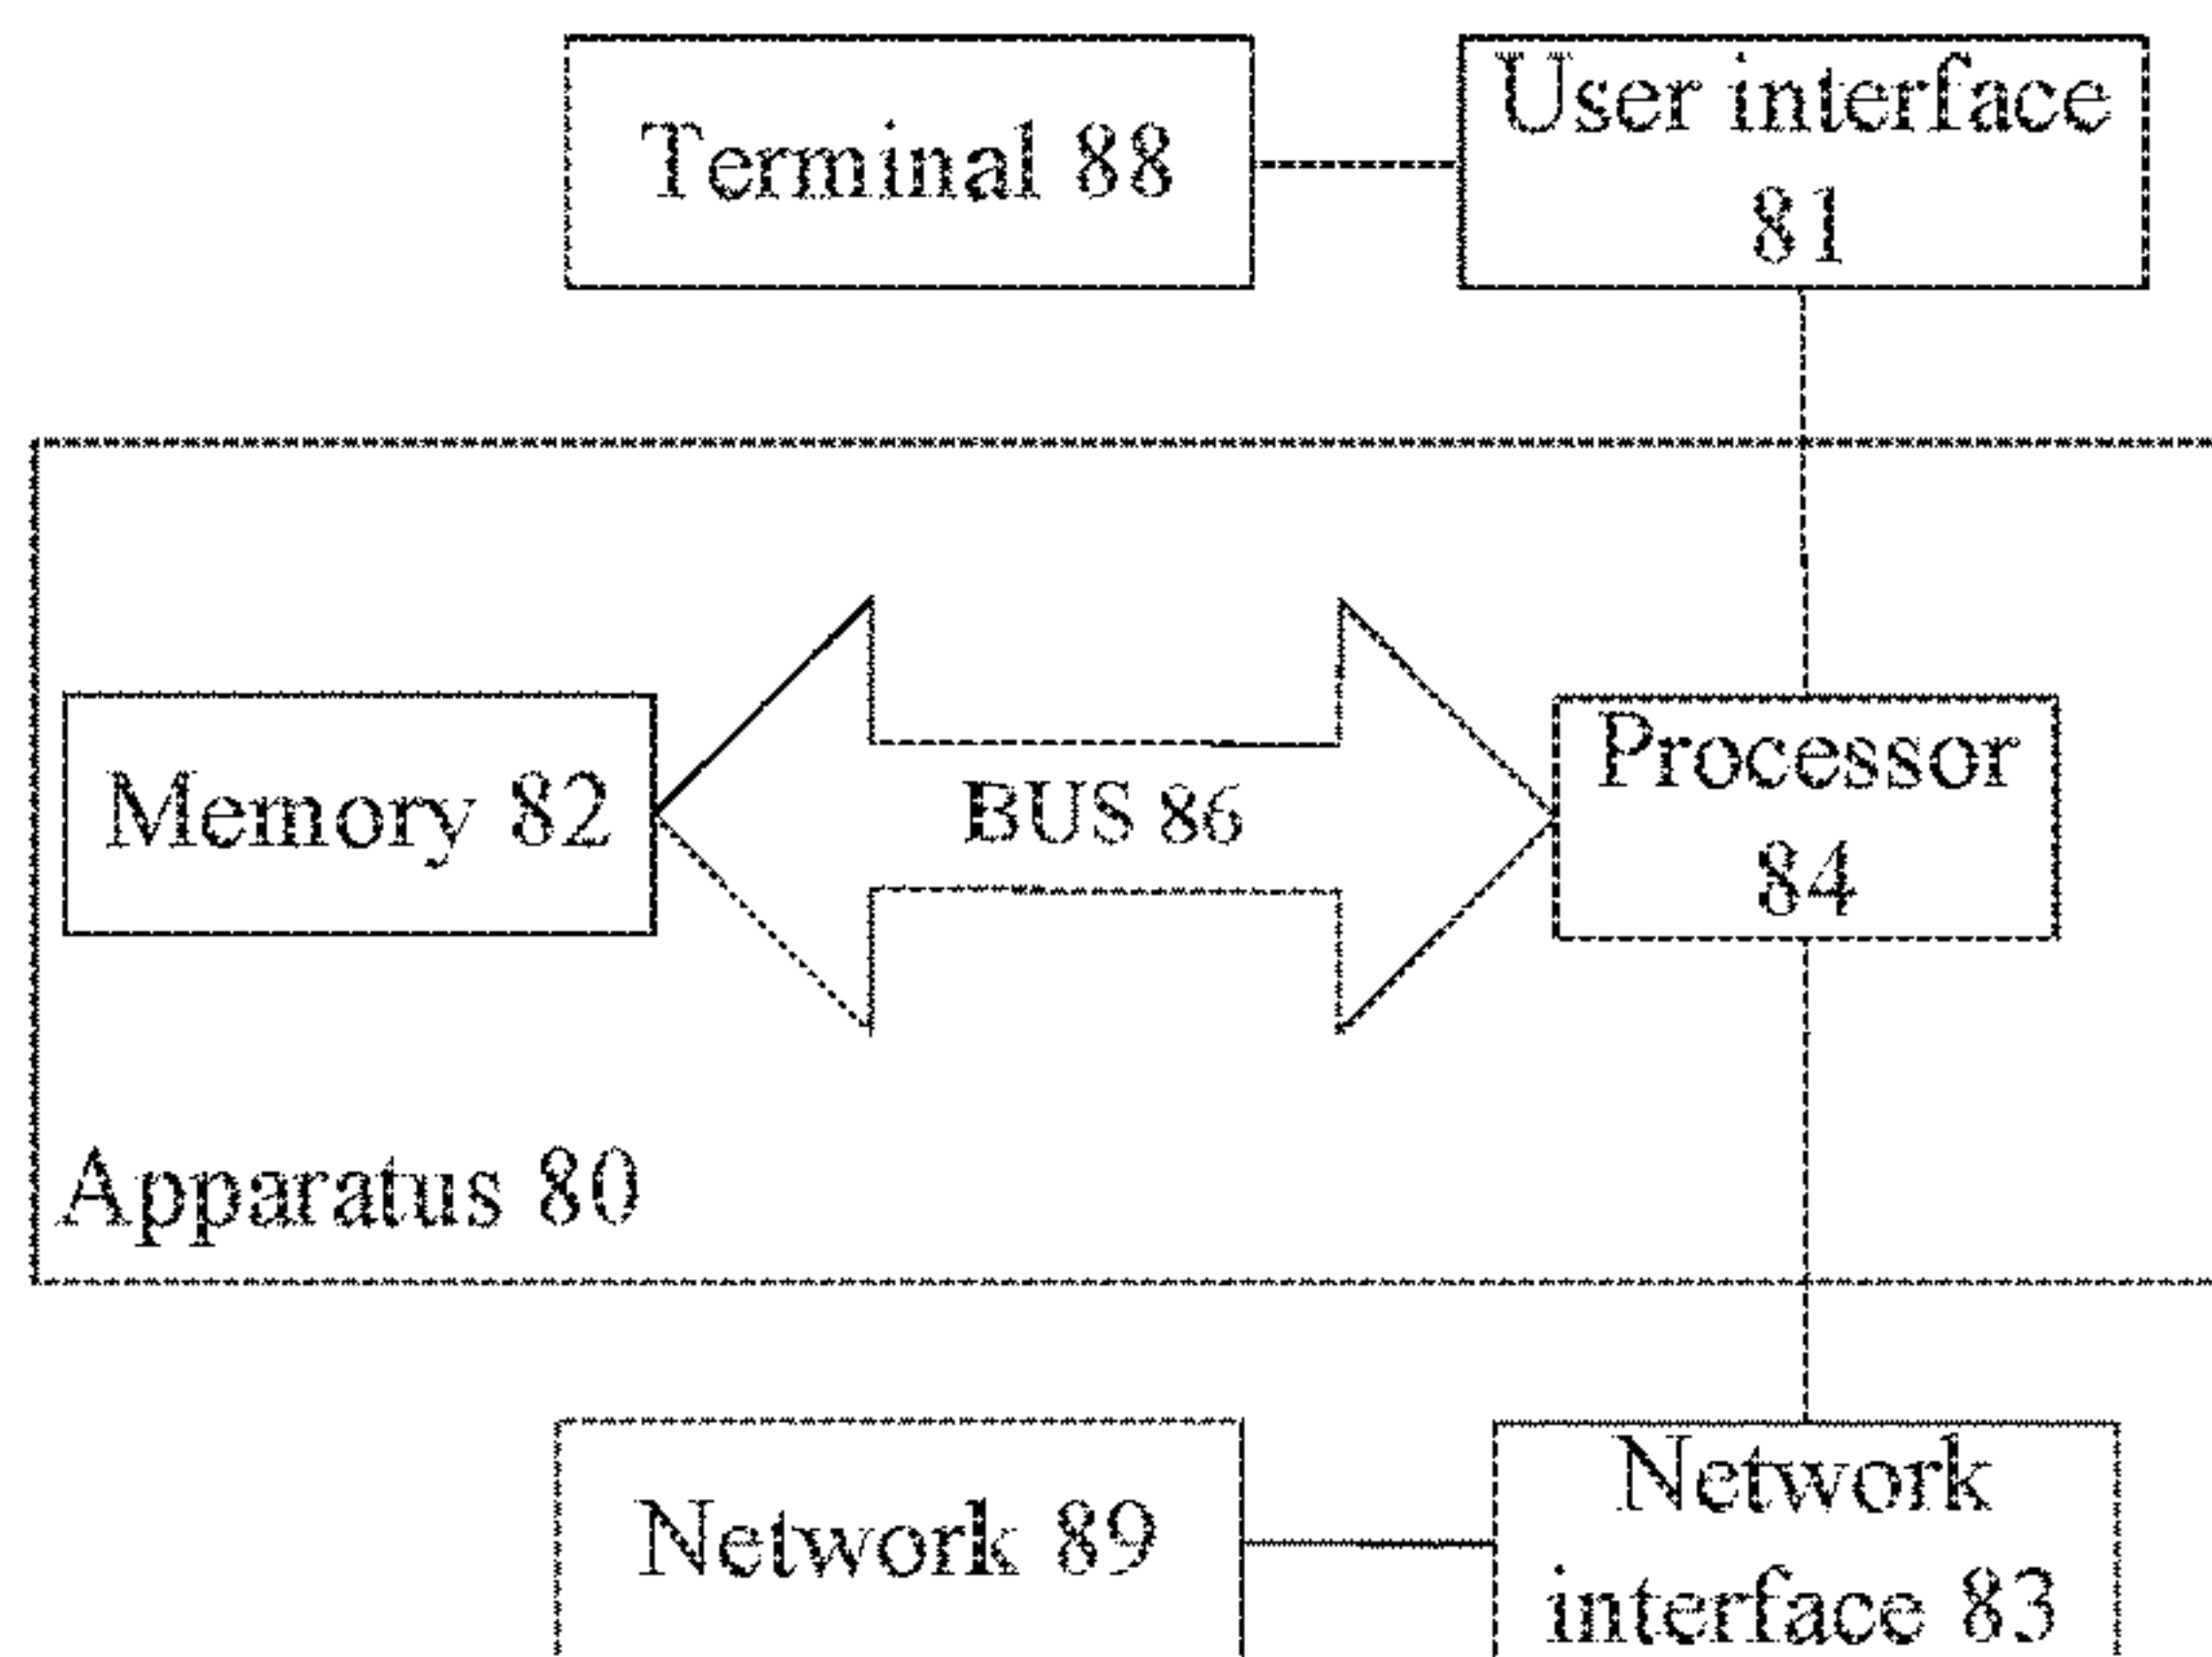 Terminal 88
User interface
81
Memory 82
BUS 86
Processor
84
Apparatus 80
Network 89
Network
interface 83